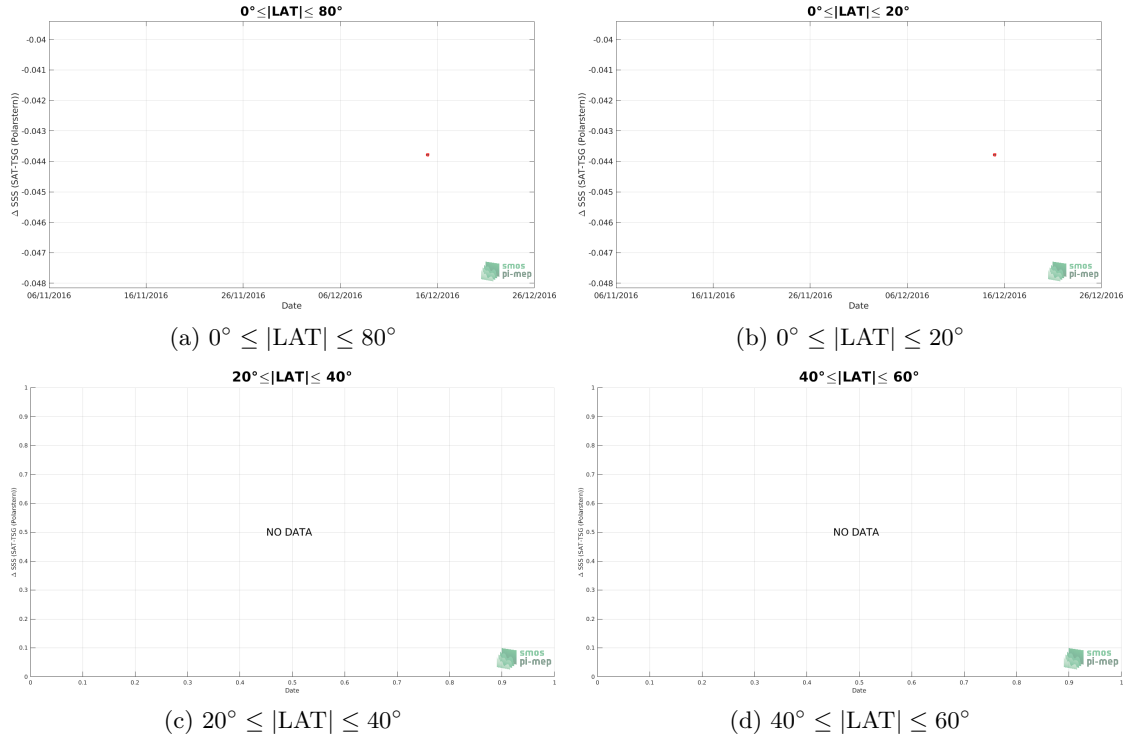 0°≤|LAT|≤ 80°
-0.04
-0.041
-0.042
-0.043
-0.044
-0.045
-0.046
-0.047
-0.048
Δ SSS (SAT-TSG (Polarstern))
06/11/2016 16/11/2016 26/11/2016 06/12/2016 16/12/2016 26/12/2016
Date
smos
pi-mep
(a) 0° ≤ |LAT| ≤ 80°
0°≤|LAT|≤ 20°
-0.04
-0.041
-0.042
-0.043
-0.044
-0.045
-0.046
-0.047
-0.048
Δ SSS (SAT-TSG (Polarstern))
06/11/2016 16/11/2016 26/11/2016 06/12/2016 16/12/2016 26/12/2016
Date
smos
pi-mep
(b) 0° ≤ |LAT| ≤ 20°
20°≤|LAT|≤ 40°
1
0.9
0.8
0.7
0.6
0.5
0.4
0.3
0.2
0.1
0
Δ SSS (SAT-TSG (Polarstern))
NO DATA
0 0.1 0.2 0.3 0.4 0.5 0.6 0.7 0.8 0.9 1
Date
smos
pi-mep
(c) 20° ≤ |LAT| ≤ 40°
40°≤|LAT|≤ 60°
1
0.9
0.8
0.7
0.6
0.5
0.4
0.3
0.2
0.1
0
Δ SSS (SAT-TSG (Polarstern))
NO DATA
0 0.1 0.2 0.3 0.4 0.5 0.6 0.7 0.8 0.9 1
Date
smos
pi-mep
(d) 40° ≤ |LAT| ≤ 60°